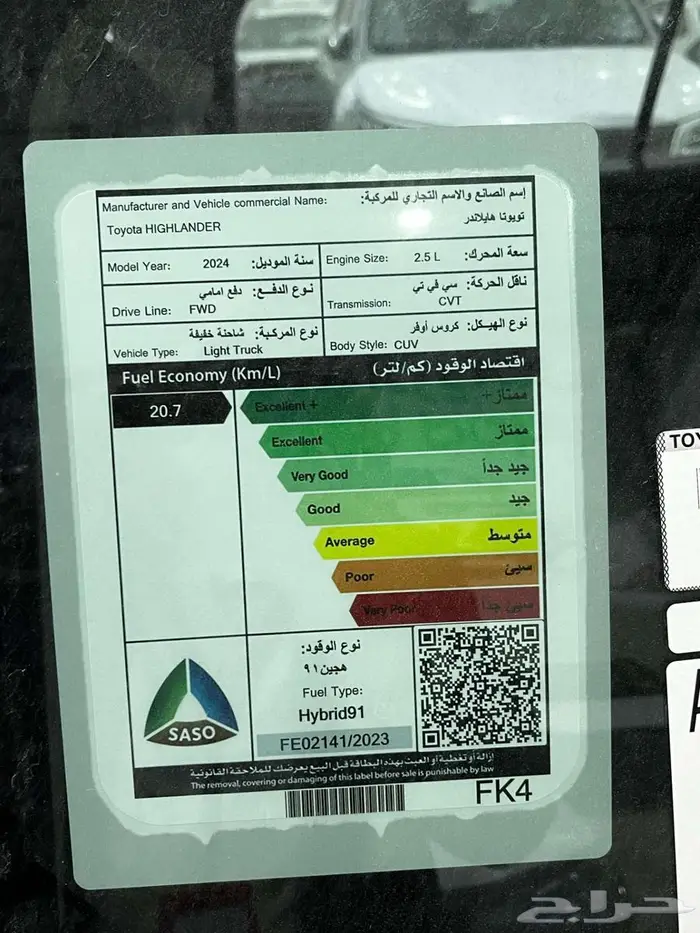 إسم الصانع والاسم التجاري للمركبة:
Manufacturer and Vehicle commercial Name:
تويوتا هايلاندر
Toyota HIGHLANDER
Model Year: 2024 سنة الموديل:
Engine Size: 2.5 L سعة المحرك:
نوع الدفع: دفع امامي
Drive Line: FWD
ناقل الحركة: سي في تي
Transmission: CVT
نوع المركبة: شاحنة خفيفة
Vehicle Type: Light Truck
نوع الهيكل: كروس أوفر
Body Style: CUV
Fuel Economy (Km/L) اقتصاد الوقود (كم/لتر)
20.7
Excellent + ممتاز+
Excellent ممتاز
Very Good جيد جداً
Good جيد
Average متوسط
Poor سيئ
Very Poor سيئ جدا
نوع الوقود:
هجين ٩١
Fuel Type:
Hybrid91
FE02141/2023
SASO
إزالة أو تغطية أو العبث بهذه البطاقة قبل البيع يعرضك للملاحقة القانونية
The removal, covering or damaging of this label before sale is punishable by law
FK4
TOY
حراج